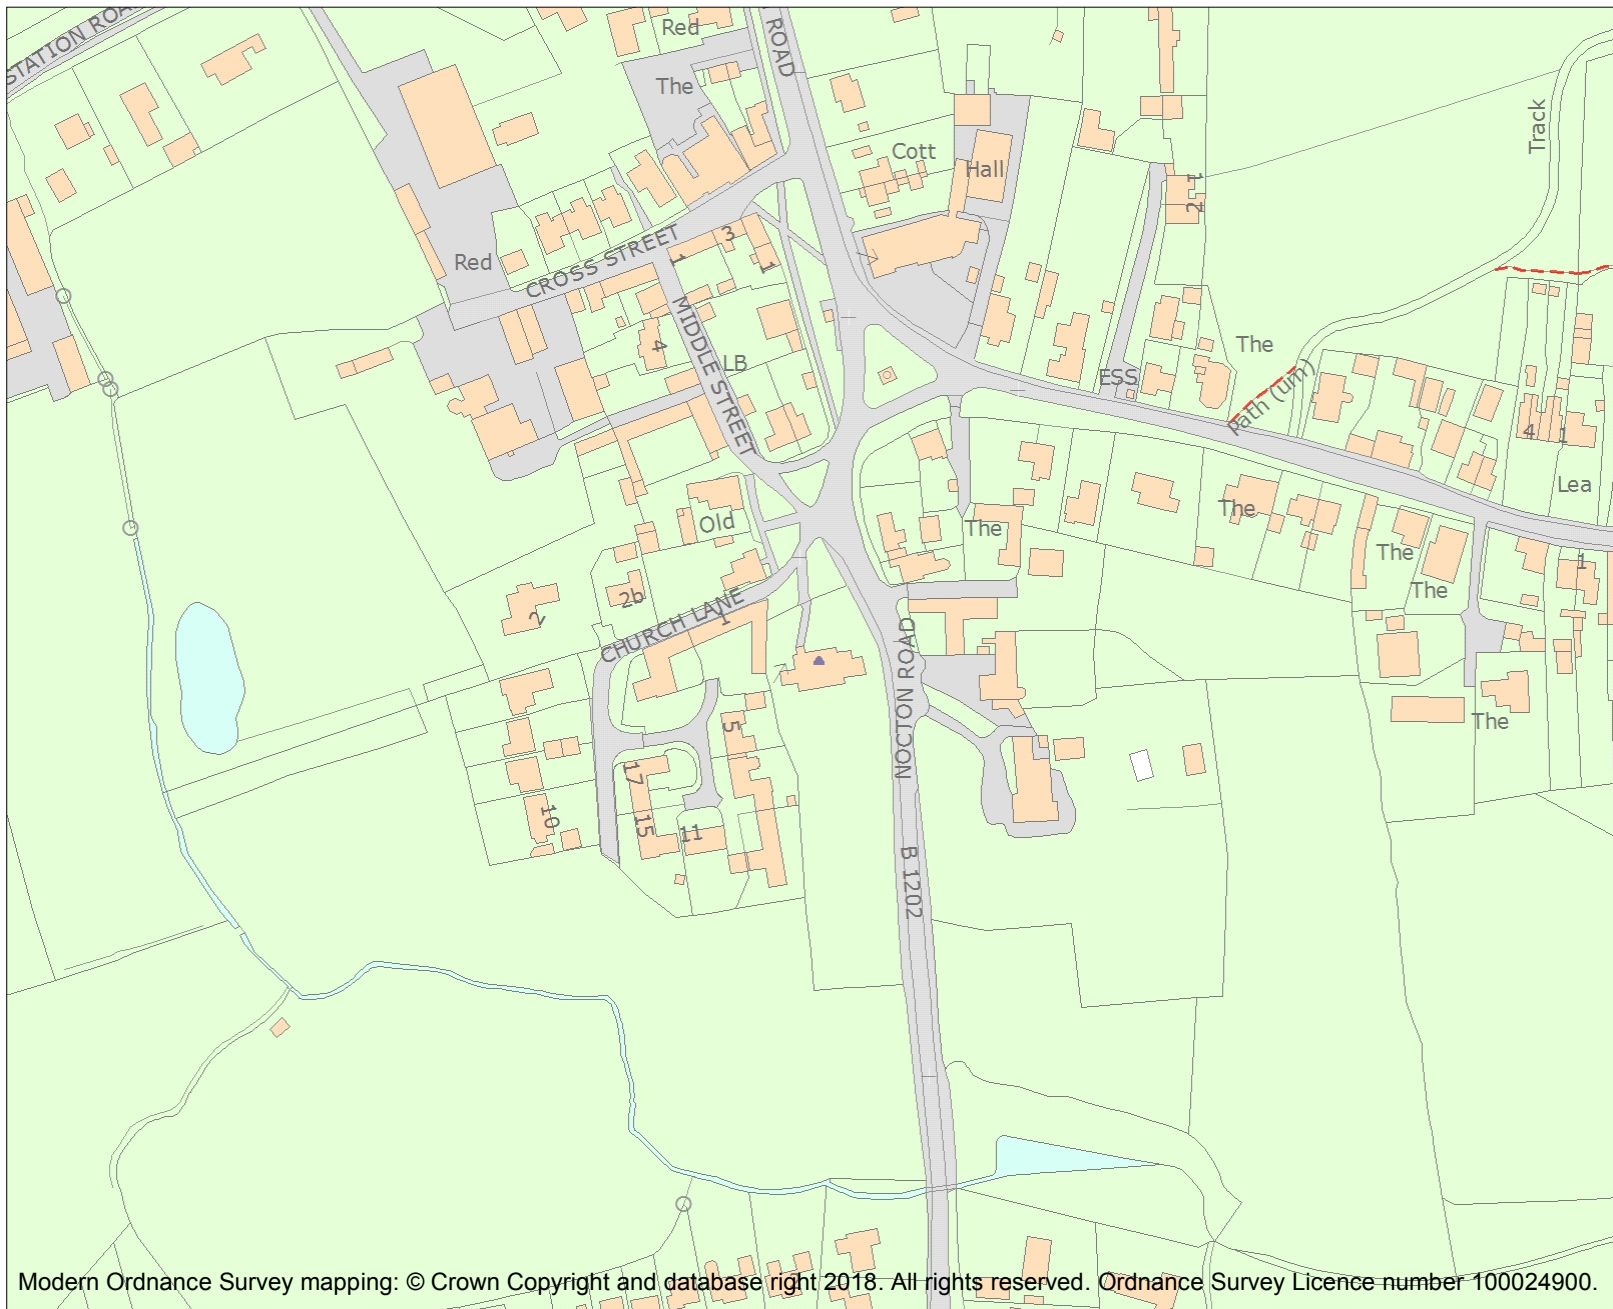 STATION ROAD
Red
ROAD
The
Track
Cott
Hall
1
2
Red
CROSS STREET
3
1
1
MIDDLE STREET
4
LB
The
ESS
Path (um)
4
1
Lea
Old
The
The
The
The
1
2b
2
CHURCH LANE
1
NOCTON ROAD
The
5
17
10
15
11
B 1202
Modern Ordnance Survey mapping: © Crown Copyright and database right 2018. All rights reserved. Ordnance Survey Licence number 100024900.